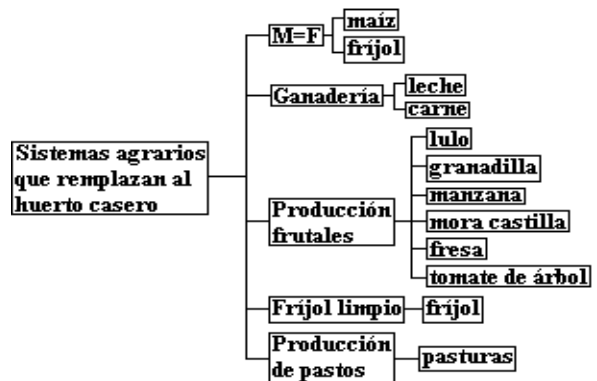 Sistemas agrarios
que remplazan al
huerto casero
M=F
maíz
fríjol
Ganadería
leche
carne
Producción
frutales
lulo
granadilla
manzana
mora castilla
fresa
tomate de árbol
Fríjol limpio
fríjol
Producción
de pastos
pasturas